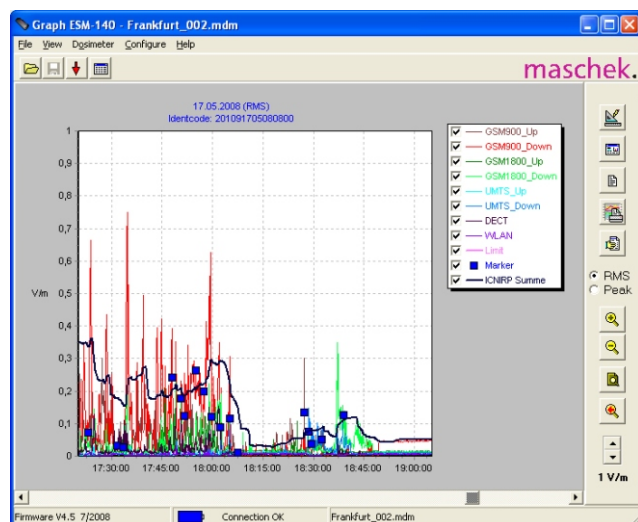 Graph ESM-140 - Frankfurt_002.mdm
File View Dosimeter Configure Help
maschek.
17.05.2008 (RMS)
Identcode: 201091705080800
1
0,9
0,8
0,7
0,6
V/m
0,5
0,4
0,3
0,2
0,1
0
17:30:00 17:45:00 18:00:00 18:15:00 18:30:00 18:45:00 19:00:00
GSM900_Up
GSM900_Down
GSM1800_Up
GSM1800_Down
UMTS_Up
UMTS_Down
DECT
WLAN
Limit
Marker
ICNIRP Summe
RMS
Peak
1 V/m
Firmware V4.5 7/2008 Connection OK Frankfurt_002.mdm